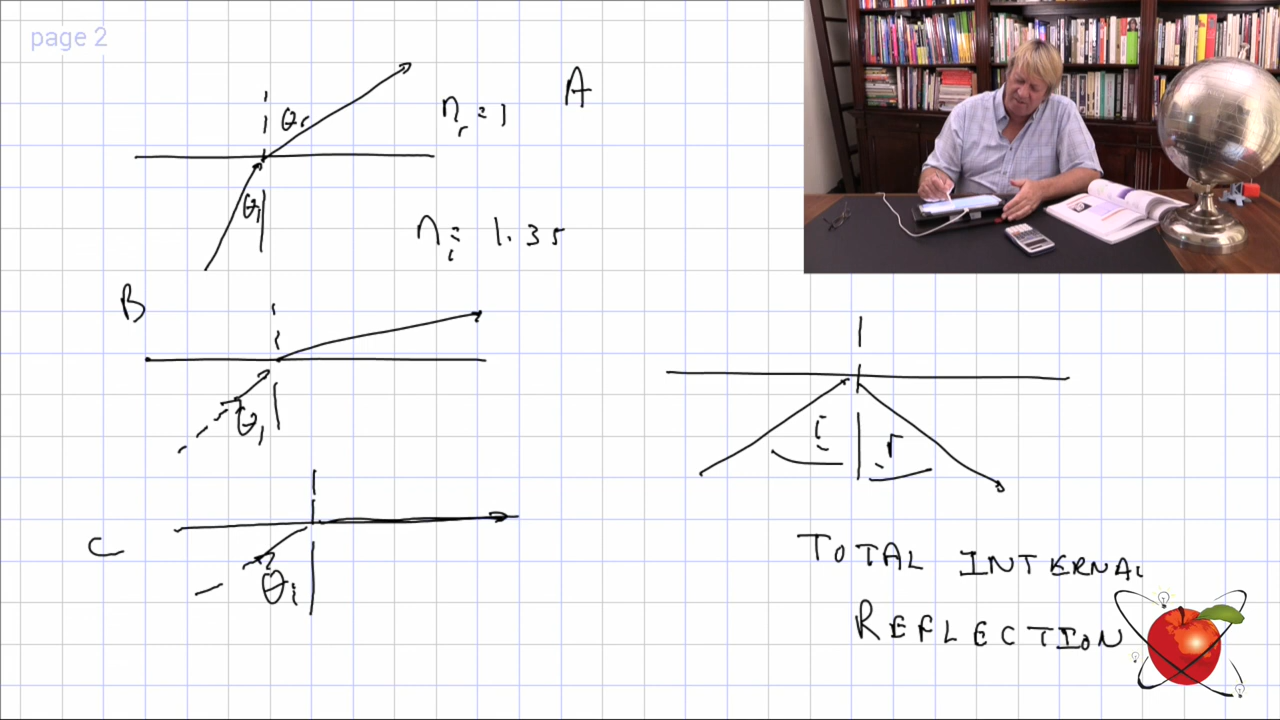 page 2
A
θr
nr = 1
θi
ni = 1.35
B
θi
C
θi
i
r
TOTAL INTERNAL
REFLECTION